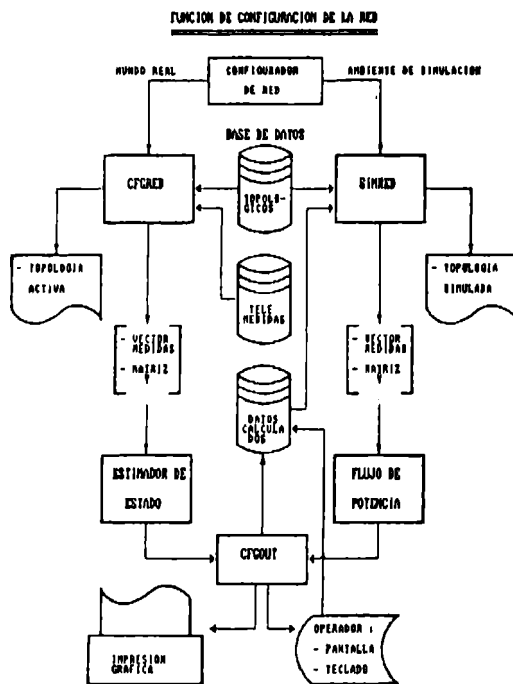 FUNCION DE CONFIGURACION DE LA RED
MUNDO REAL
CONFIGURADOR
DE RED
AMBIENTE DE SIMULACION
BASE DE DATOS
CFGRED
TOPOLO-
GICOS
SIMRED
- TOPOLOGIA
ACTIVA
TELE
MEDIDAS
- TOPOLOGIA
SIMULADA
- VECTOR
MEDIDAS
- MATRIZ
- VECTOR
MEDIDAS
- MATRIZ
DATOS
CALCULA
DOS
ESTIMADOR DE
ESTADO
FLUJO DE
POTENCIA
CFGOUT
IMPRESION
GRAFICA
OPERADOR :
- PANTALLA
- TECLADO